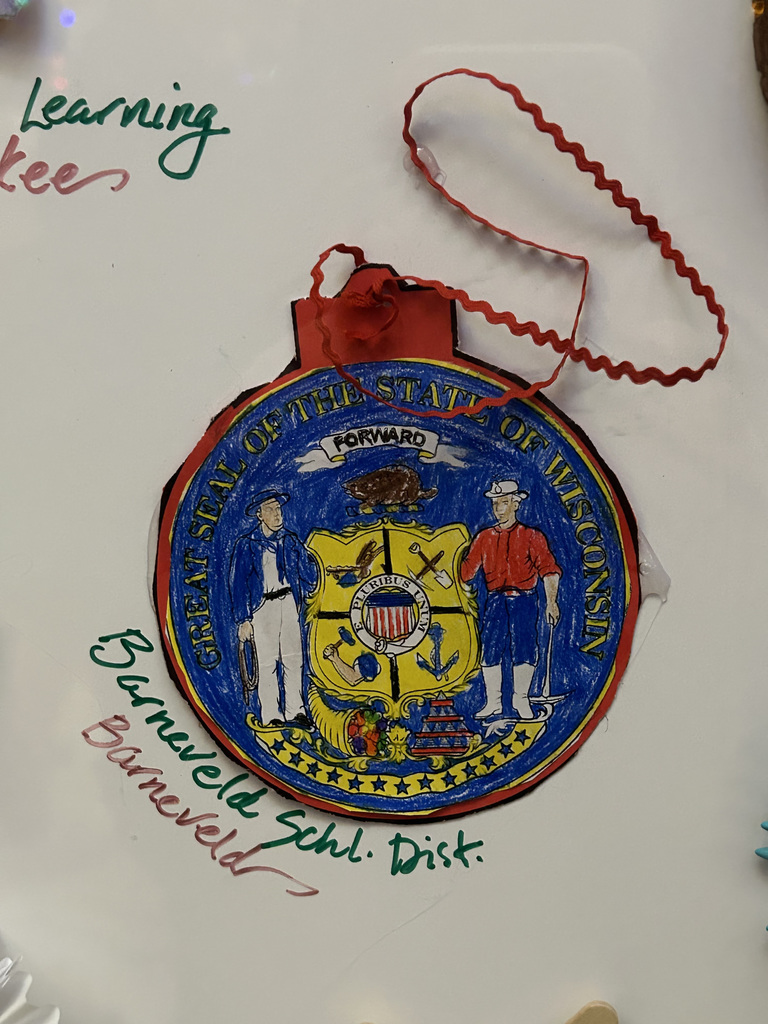 Learning
kee
GREAT SEAL OF THE STATE OF WISCONSIN
FORWARD
E PLURIBUS UNUM
Barneveld Schl. Dist.
Barneveld